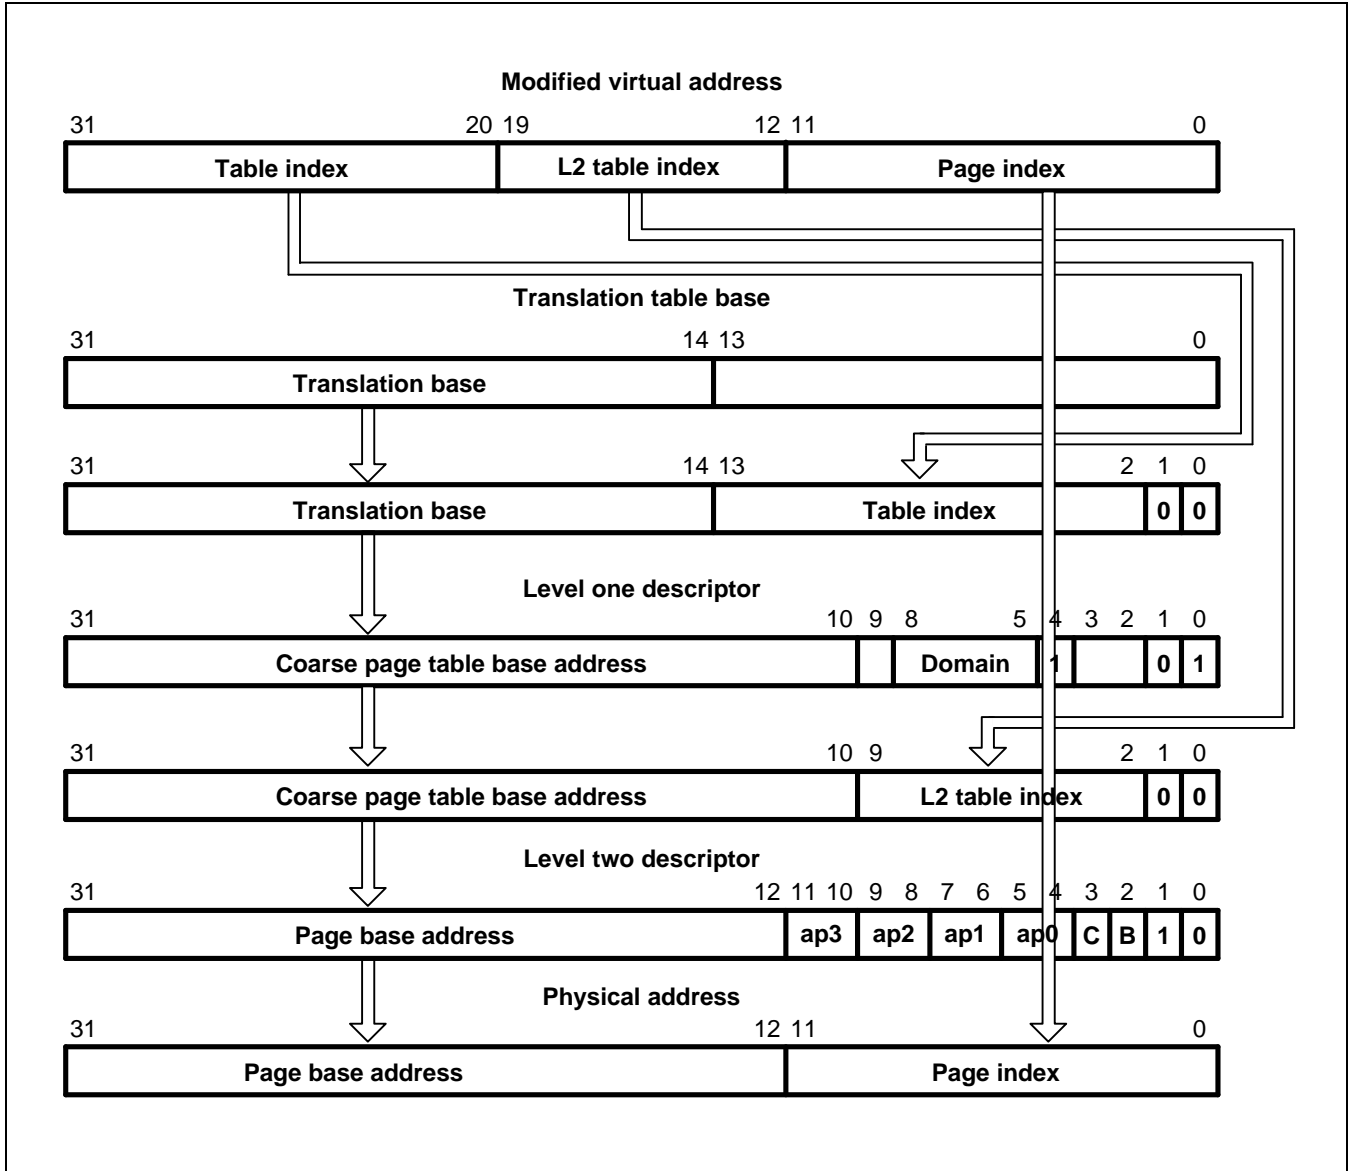 Modified virtual address
31 20 19 12 11 0
Table index L2 table index Page index
Translation table base
31 14 13 0
Translation base
31 14 13 2 1 0
Translation base Table index 0 0
Level one descriptor
31 10 9 8 5 4 3 2 1 0
Coarse page table base address Domain 1 0 1
31 10 9 2 1 0
Coarse page table base address L2 table index 0 0
Level two descriptor
31 12 11 10 9 8 7 6 5 4 3 2 1 0
Page base address ap3 ap2 ap1 ap0 C B 1 0
Physical address
31 12 11 0
Page base address Page index